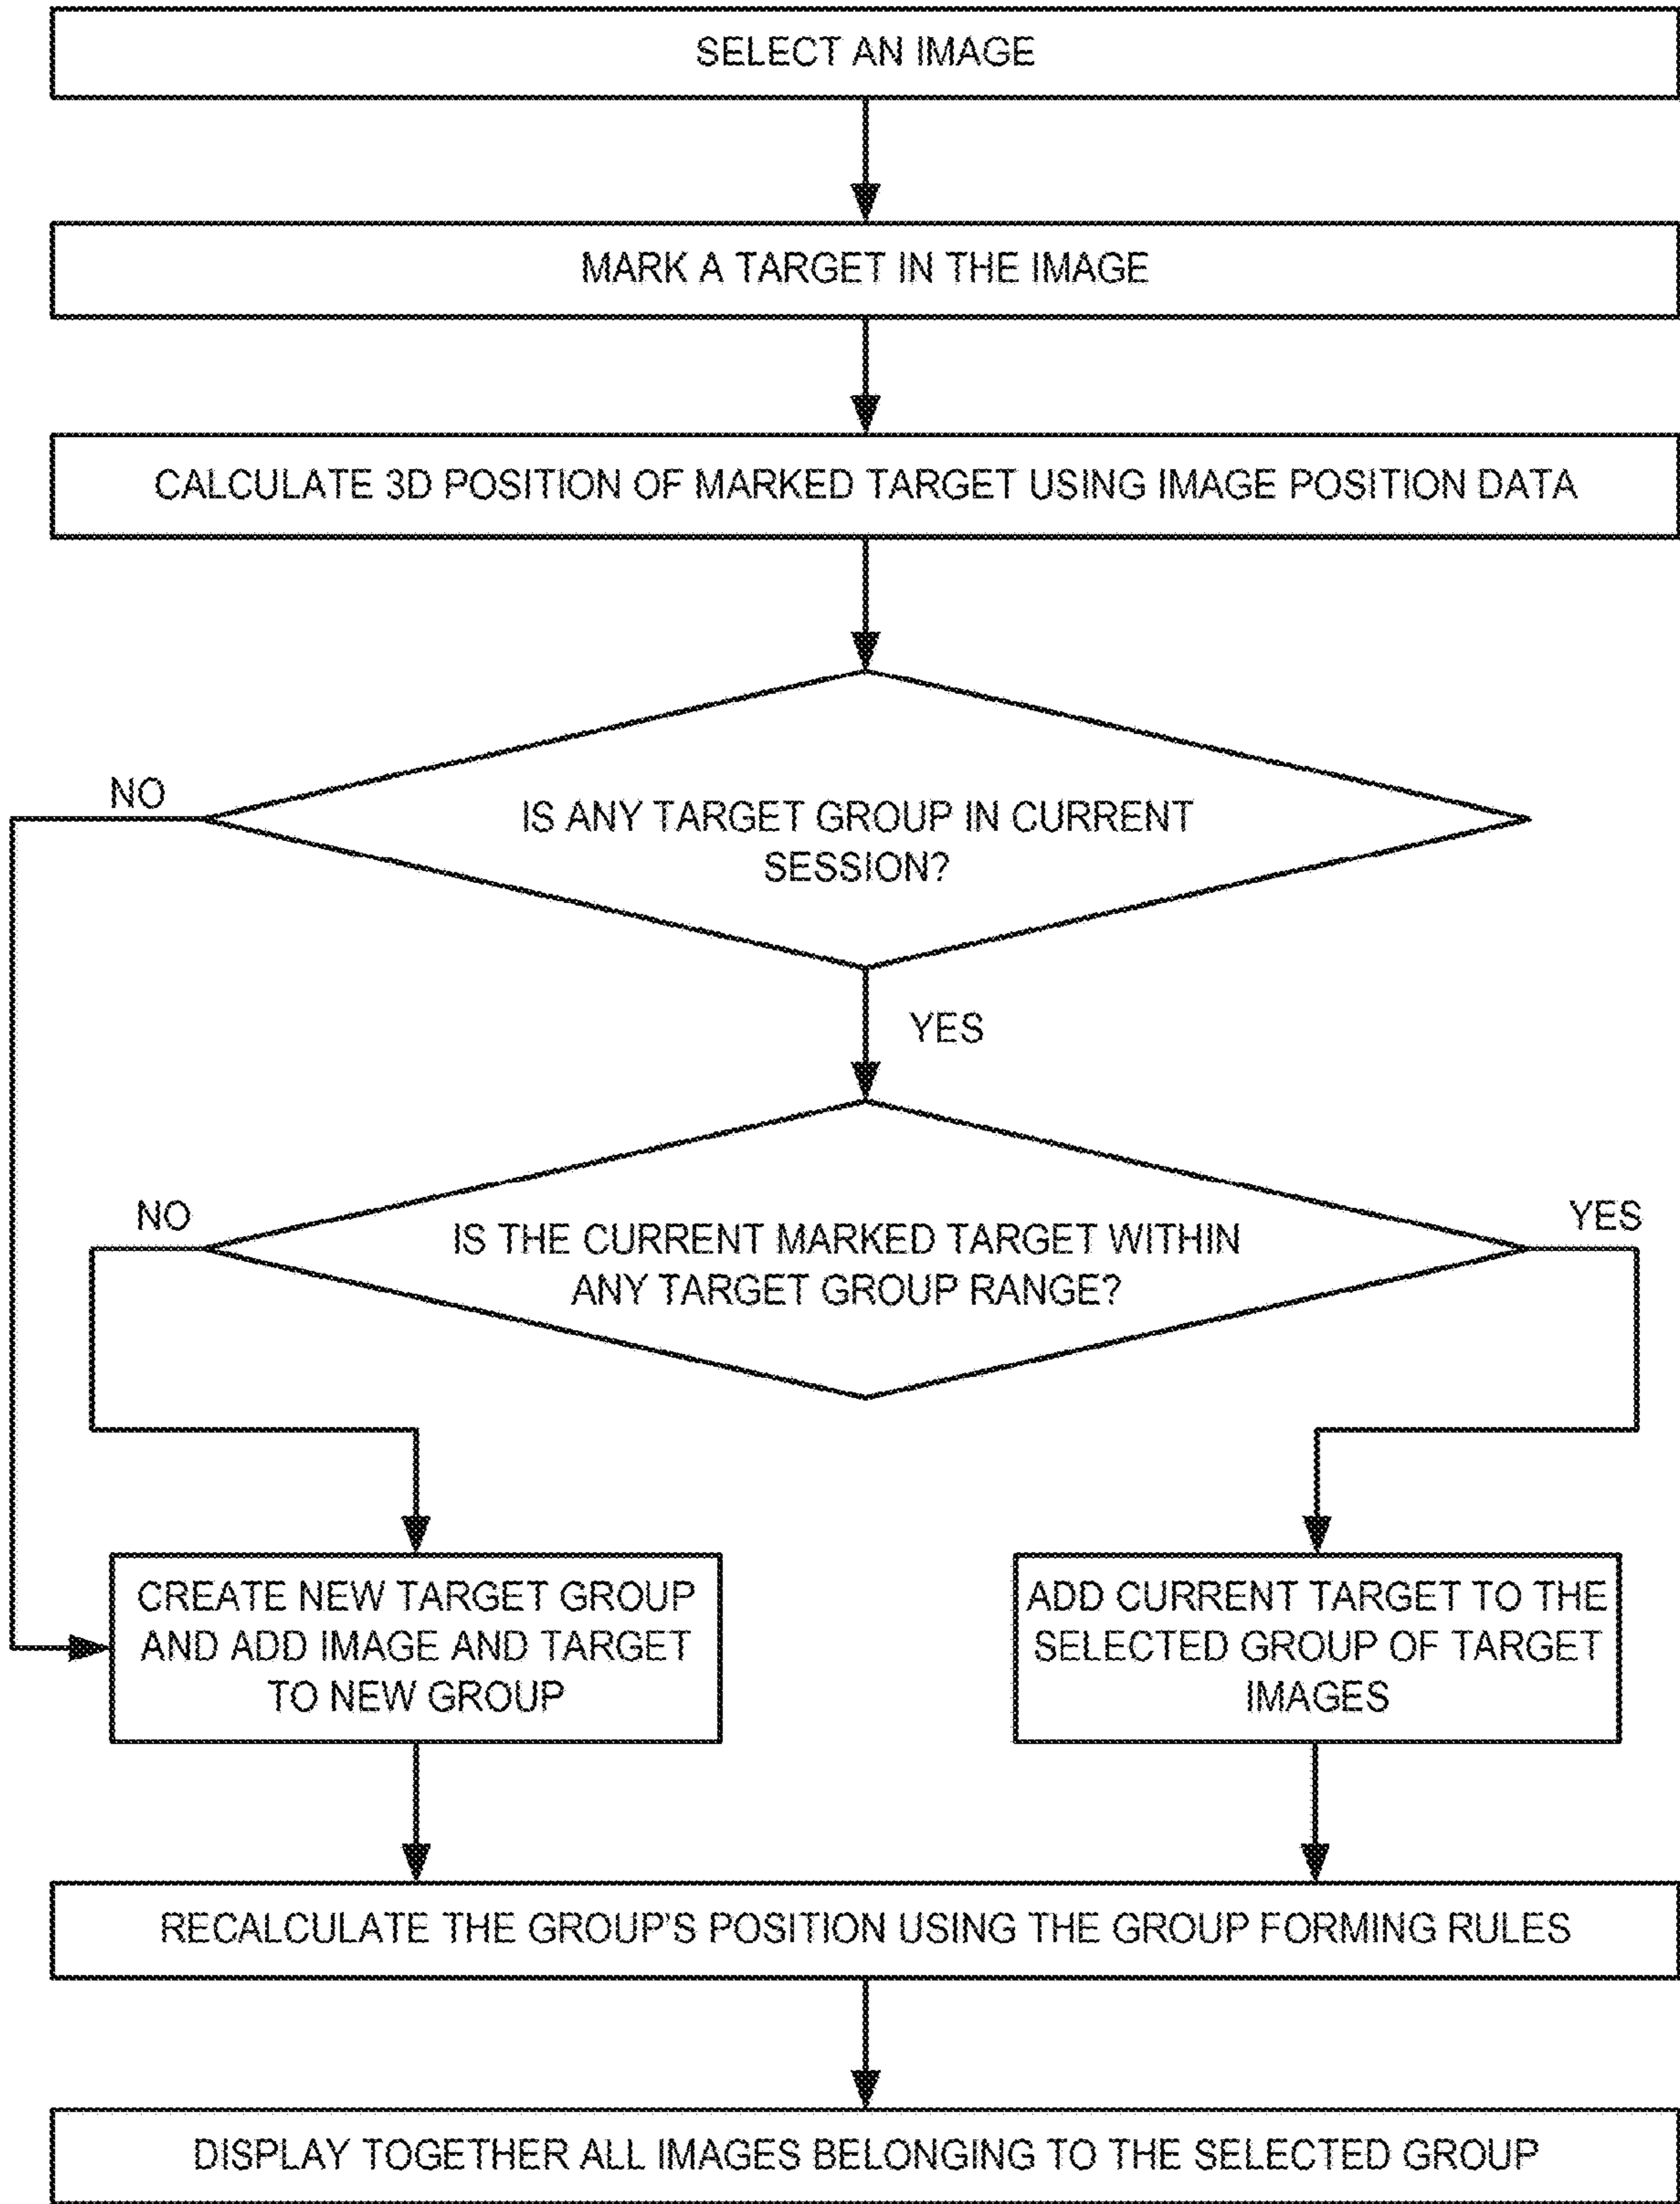 SELECT AN IMAGE
MARK A TARGET IN THE IMAGE
CALCULATE 3D POSITION OF MARKED TARGET USING IMAGE POSITION DATA
NO
IS ANY TARGET GROUP IN CURRENT
SESSION?
YES
NO
YES
IS THE CURRENT MARKED TARGET WITHIN
ANY TARGET GROUP RANGE?
CREATE NEW TARGET GROUP
AND ADD IMAGE AND TARGET
TO NEW GROUP
ADD CURRENT TARGET TO THE
SELECTED GROUP OF TARGET
IMAGES
RECALCULATE THE GROUP'S POSITION USING THE GROUP FORMING RULES
DISPLAY TOGETHER ALL IMAGES BELONGING TO THE SELECTED GROUP